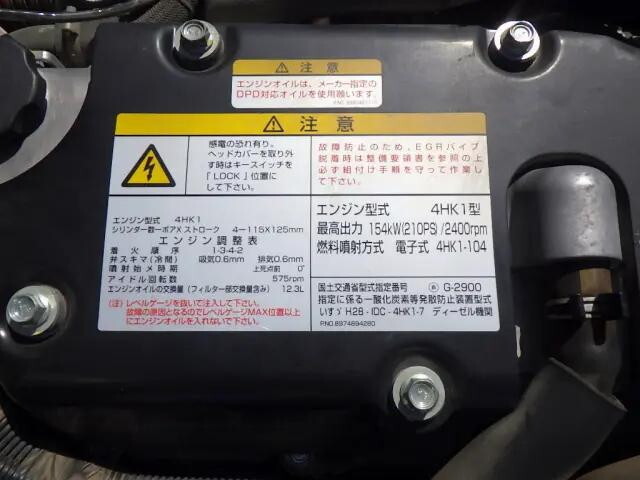 ⚠ 注 意
エンジンオイルは、メーカー指定の
DPD対応オイルを使用願います。
⚠ 注 意
感電の恐れ有り。
ヘッドカバーを取り外
す時はキースイッチを
「LOCK」位置に
して下さい。
故障防止のため、EGRパイプ
脱着時は整備要領書を参照の上
必ず組付け手順を守って作業し
て下さい。
エンジン型式 4HK1
シリンダー数ーボアXストローク 4-115X125mm
エンジン調整表
着火順序 1-3-4-2
弁スキマ(冷間) 吸気0.6mm 排気0.6mm
噴射始メ時期 上死点前 0°
アイドル回転数 575rpm
エンジンオイルの交換量(フィルター部交換量含み) 12.3L
(注)レベルゲージを抜いて注入して下さい。
故障の原因となるのでレベルゲージMAX位置以上に
エンジンオイルを入れないで下さい。
エンジン型式 4HK1型
最高出力 154kW(210PS)/2400rpm
燃料噴射方式 電子式 4HK1-104
国土交通省型式指定番号 G-2900
指定に係る一酸化炭素等発散防止装置型式
いすゞ H28・IDC・4HK1-7 ディーゼル機関
P.NO.8974894280